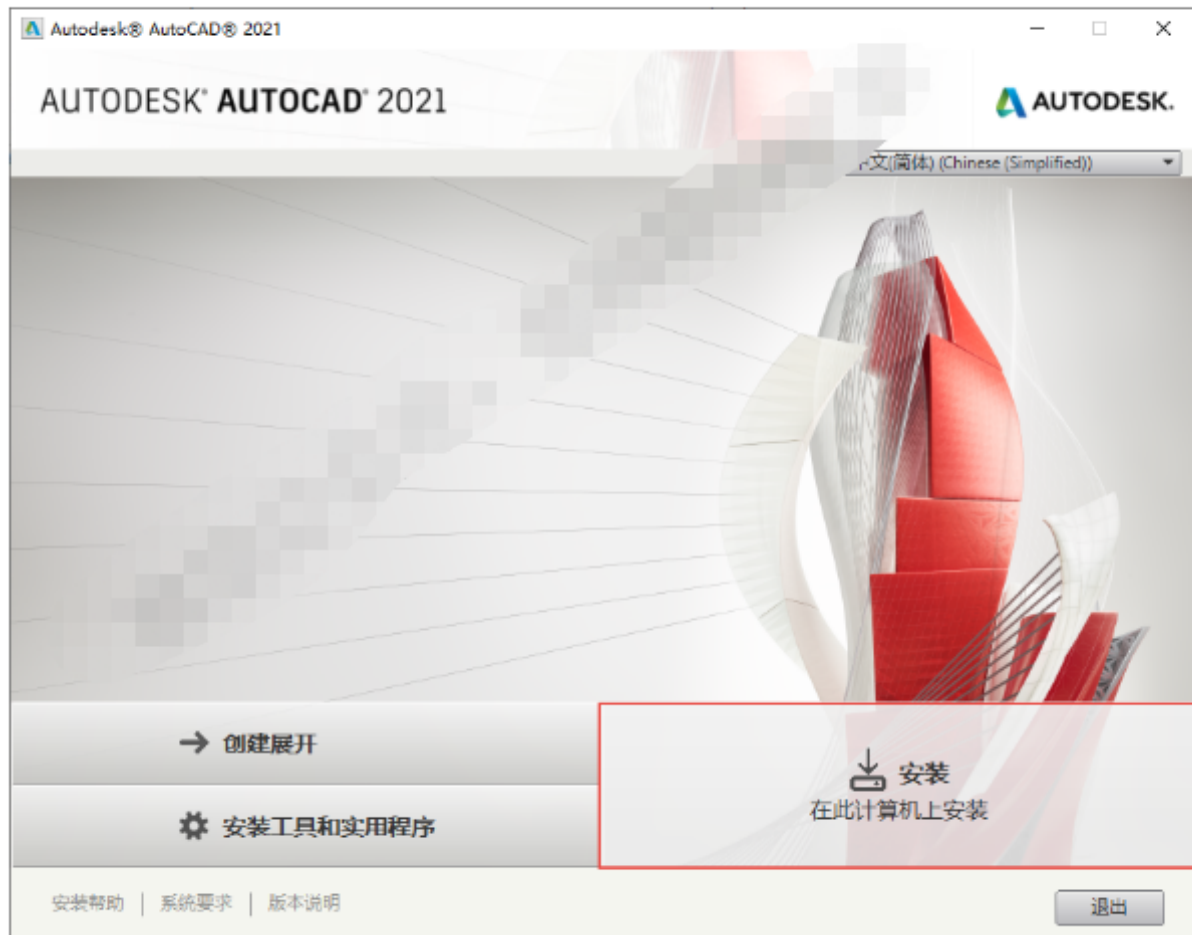 Autodesk® AutoCAD® 2021
AUTODESK® AUTOCAD® 2021
AUTODESK.
文(简体) (Chinese (Simplified))
创建展开
安装工具和实用程序
安装
在此计算机上安装
安装帮助 | 系统要求 | 版本说明
退出